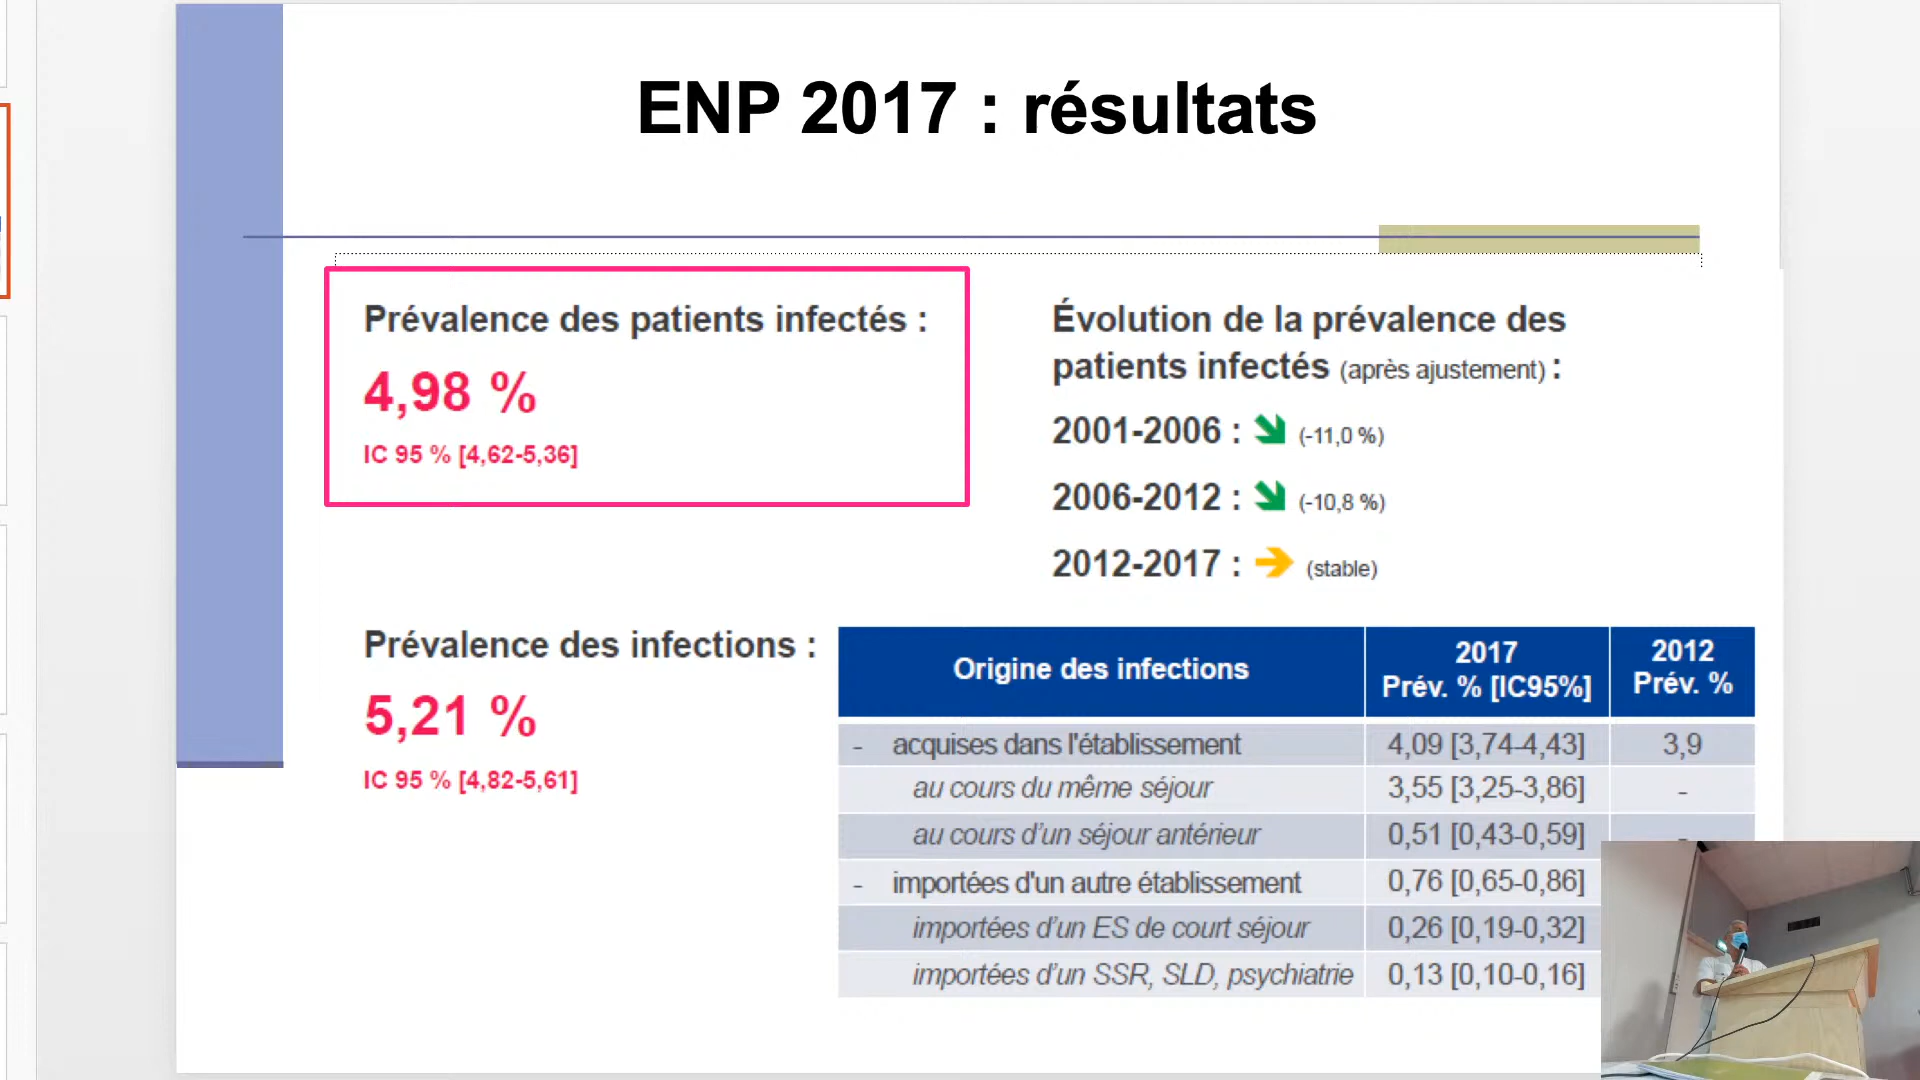 ENP 2017 : résultats
Prévalence des patients infectés :
4,98 %
IC 95 % [4,62-5,36]
Évolution de la prévalence des
patients infectés (après ajustement) :
2001-2006 : (-11,0 %)
2006-2012 : (-10,8 %)
2012-2017 : (stable)
Prévalence des infections :
5,21 %
IC 95 % [4,82-5,61]
Origine des infections 2017 Prév. % [IC95%] 2012 Prév. %
- acquises dans l'établissement 4,09 [3,74-4,43] 3,9
au cours du même séjour 3,55 [3,25-3,86] -
au cours d'un séjour antérieur 0,51 [0,43-0,59] -
- importées d'un autre établissement 0,76 [0,65-0,86]
importées d'un ES de court séjour 0,26 [0,19-0,32]
importées d'un SSR, SLD, psychiatrie 0,13 [0,10-0,16]